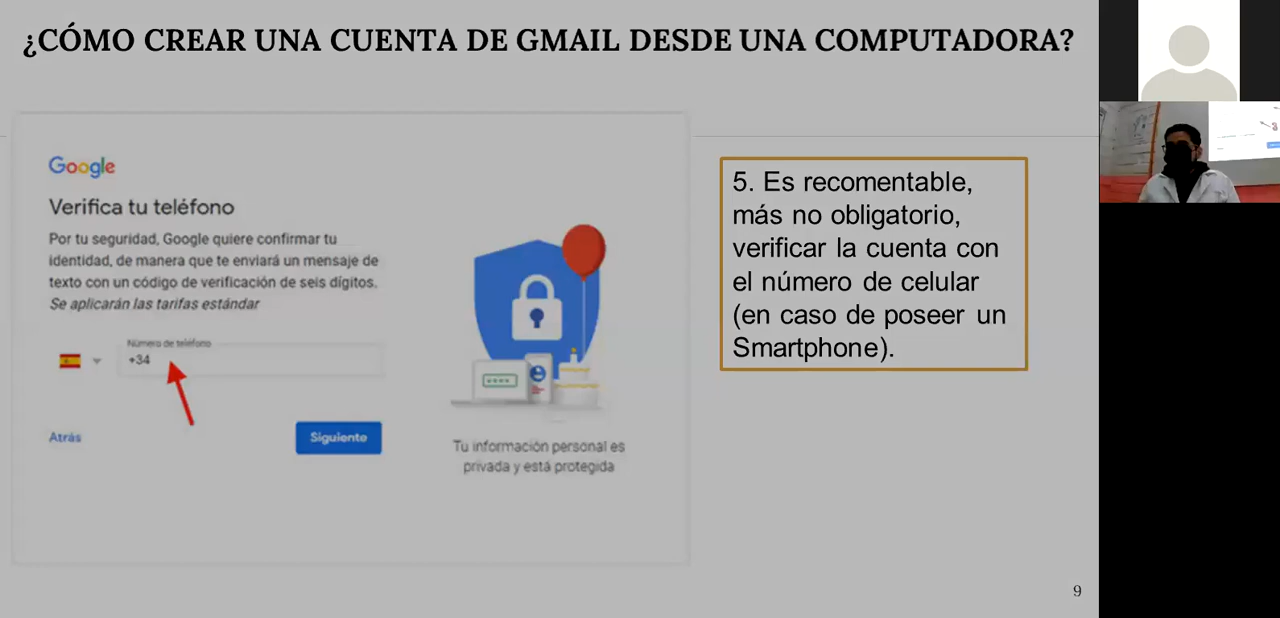 ¿CÓMO CREAR UNA CUENTA DE GMAIL DESDE UNA COMPUTADORA?
Google
Verifica tu teléfono
Por tu seguridad, Google quiere confirmar tu
identidad, de manera que te enviará un mensaje de
texto con un código de verificación de seis dígitos.
Se aplicarán las tarifas estándar
Número de teléfono
+34
Atrás
Siguiente
Tu información personal es
privada y está protegida
5. Es recomentable,
más no obligatorio,
verificar la cuenta con
el número de celular
(en caso de poseer un
Smartphone).
9